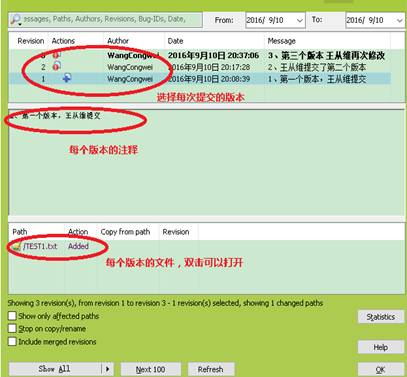 essages, Paths, Authors, Revisions, Bug-IDs, Date,
From: 2016/ 9/10 To: 2016/ 9/10
Revision Actions Author Date Message
WangCongwei 2016年9月10日 20:37:06 3、第三个版本 王从维再次修改
2 WangCongwei 2016年9月10日 20:17:28 2、王从维提交了第二个版本
1 WangCongwei 2016年9月10日 20:08:39 1、第一个版本，王从维提交
选择每次提交的版本
、第一个版本，王从维提交
每个版本的注释
Path Action Copy from path Revision
/TEST1.txt Added
每个版本的文件，双击可以打开
Showing 3 revision(s), from revision 1 to revision 3 - 1 revision(s) selected, showing 1 changed paths
Show only affected paths
Statistics
Stop on copy/rename
Include merged revisions
Help
Show All
Next 100
Refresh
OK